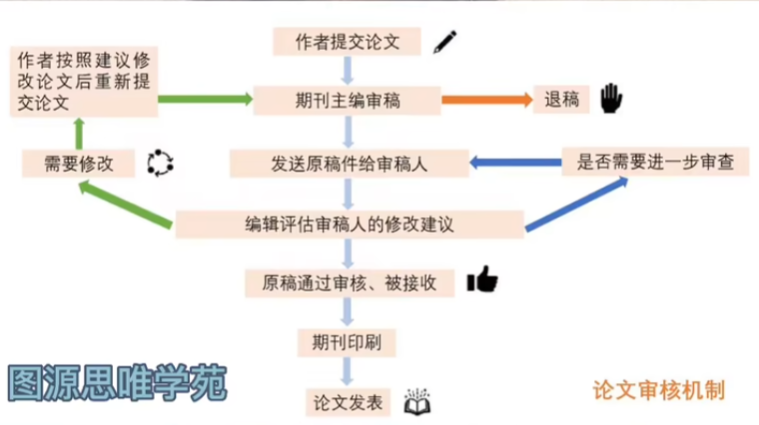 作者提交论文
作者按照建议修
改论文后重新提
交论文
期刊主编审稿
退稿
需要修改
发送原稿件给审稿人
是否需要进一步审查
编辑评估审稿人的修改建议
原稿通过审核、被接收
期刊印刷
图源思唯学苑
论文审核机制
论文发表